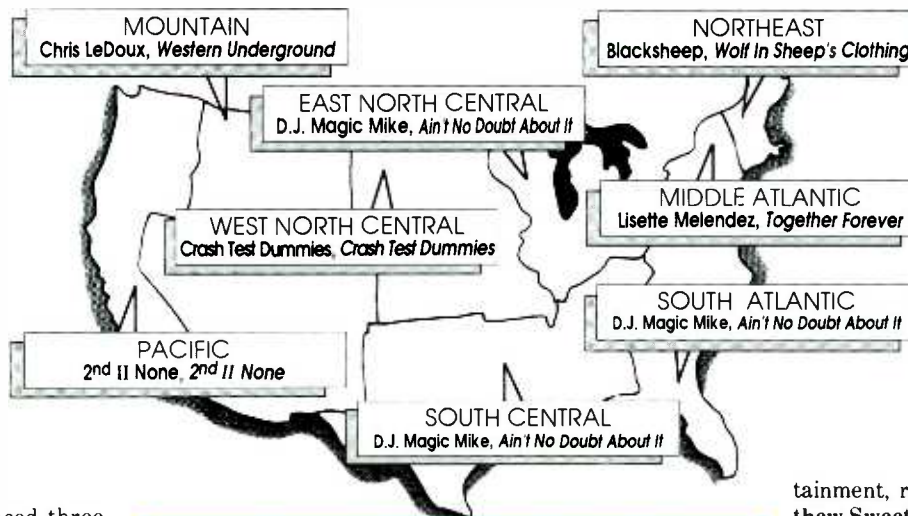 MOUNTAIN
Chris LeDoux, Western Underground
NORTHEAST
Blacksheep, Wolf In Sheep's Clothing
EAST NORTH CENTRAL
D.J. Magic Mike, Ain't No Doubt About It
MIDDLE ATLANTIC
Lisette Melendez, Together Forever
WEST NORTH CENTRAL
Crash Test Dummies, Crash Test Dummies
SOUTH ATLANTIC
D.J. Magic Mike, Ain't No Doubt About It
PACIFIC
2nd II None, 2nd II None
SOUTH CENTRAL
D.J. Magic Mike, Ain't No Doubt About It
tainment, r